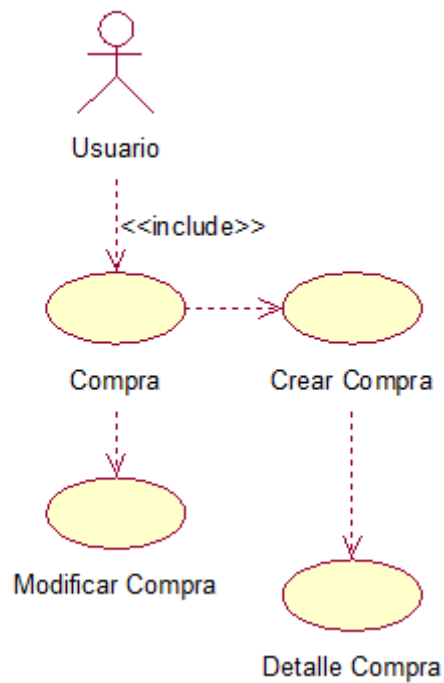 Usuario
<<include>>
Compra
Crear Compra
Modificar Compra
Detalle Compra